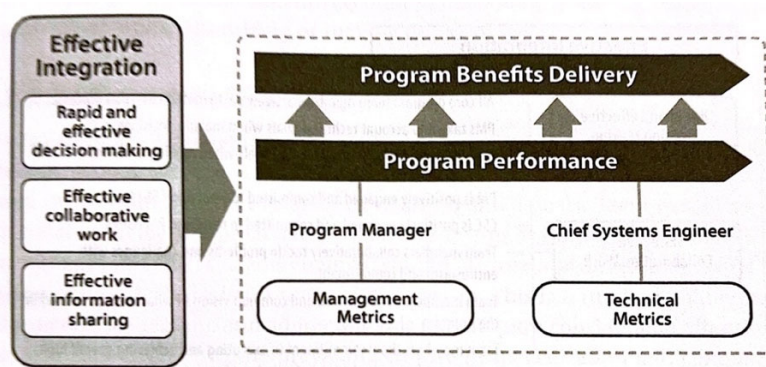 Effective
Integration
Rapid and
effective
decision making
Effective
collaborative
work
Effective
information
sharing
Program Benefits Delivery
Program Performance
Program Manager
Chief Systems Engineer
Management
Metrics
Technical
Metrics